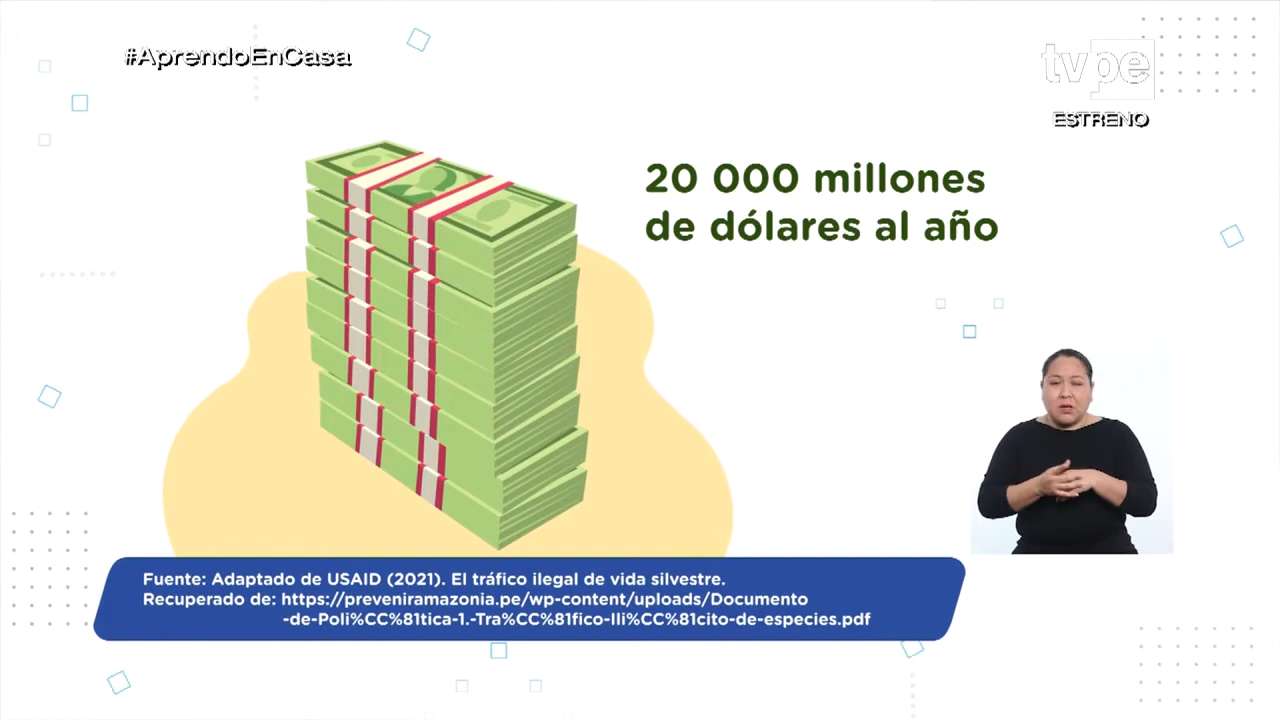 #AprendoEnCasa
tvpe
ESTRENO
20 000 millones
de dólares al año
Fuente: Adaptado de USAID (2021). El tráfico ilegal de vida silvestre.
Recuperado de: https://preveniramazonia.pe/wp-content/uploads/Documento
-de-Poli%CC%81tica-1.-Tra%CC%81fico-Ili%CC%81cito-de-especies.pdf